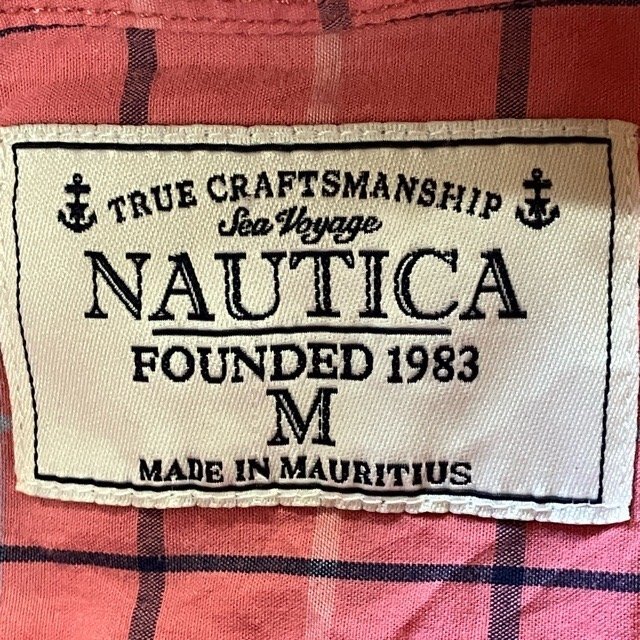 TRUE CRAFTSMANSHIP
Sea Voyage
NAUTICA
FOUNDED 1983
M
MADE IN MAURITIUS